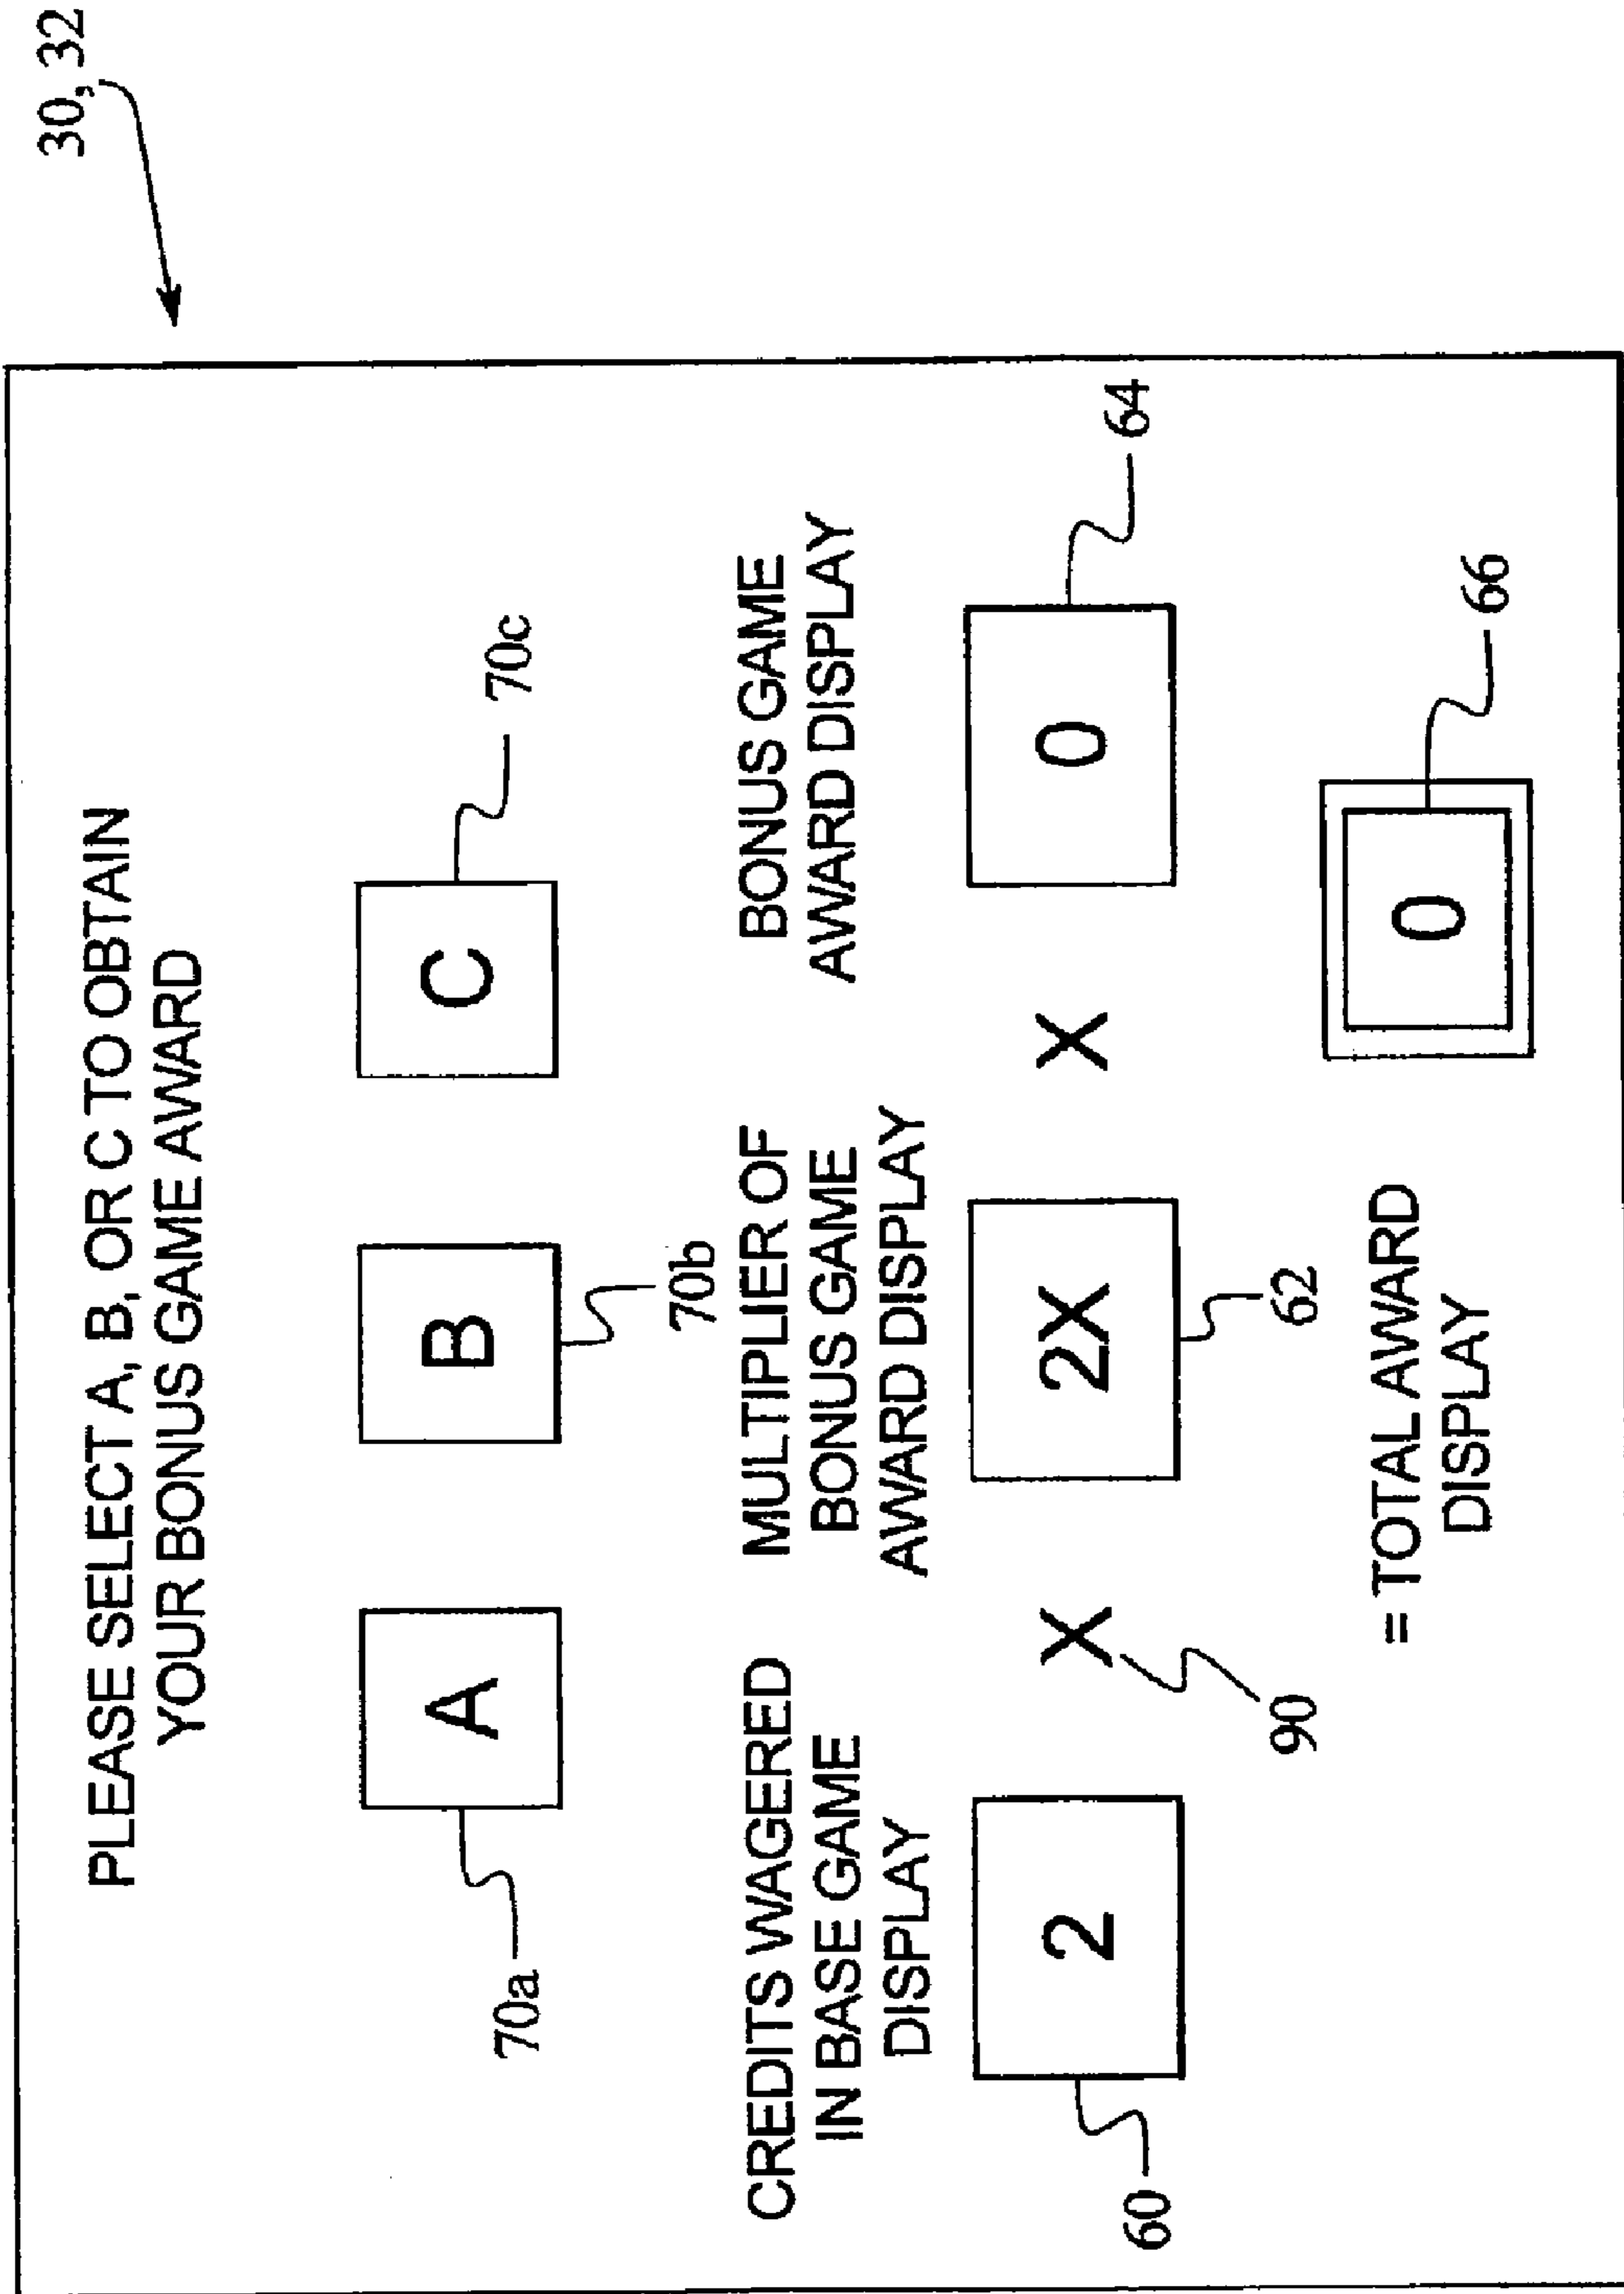 30, 32
PLEASE SELECT A, B, OR C TO OBTAIN
YOUR BONUS GAME AWARD
A
B
C
70a
70b
70c
CREDITS WAGERED
IN BASE GAME
DISPLAY
MULTIPLIER OF
BONUS GAME
AWARD DISPLAY
BONUS GAME
AWARD DISPLAY
2
X
2X
X
0
60
90
62
64
= TOTAL AWARD
DISPLAY
0
66